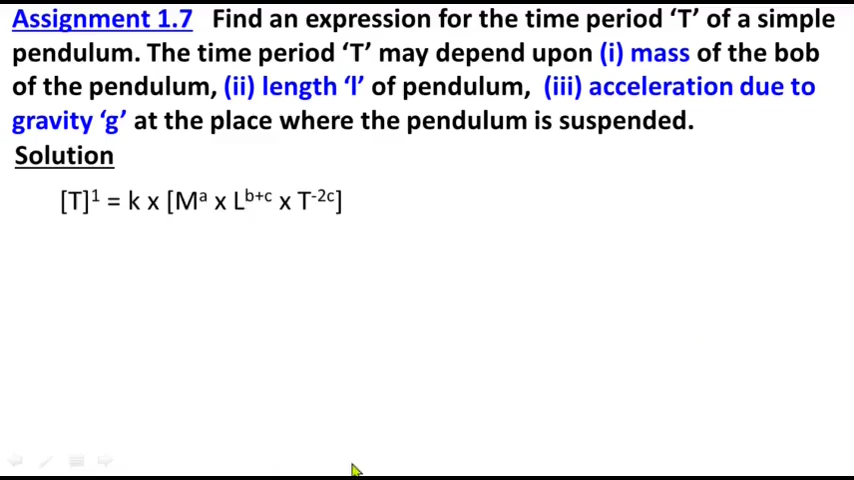 Assignment 1.7 Find an expression for the time period ‘T’ of a simple
pendulum. The time period ‘T’ may depend upon (i) mass of the bob
of the pendulum, (ii) length ‘l’ of pendulum, (iii) acceleration due to
gravity ‘g’ at the place where the pendulum is suspended.
Solution
[T]¹ = k x [Mᵃ x Lᵇ⁺ᶜ x T⁻²ᶜ]